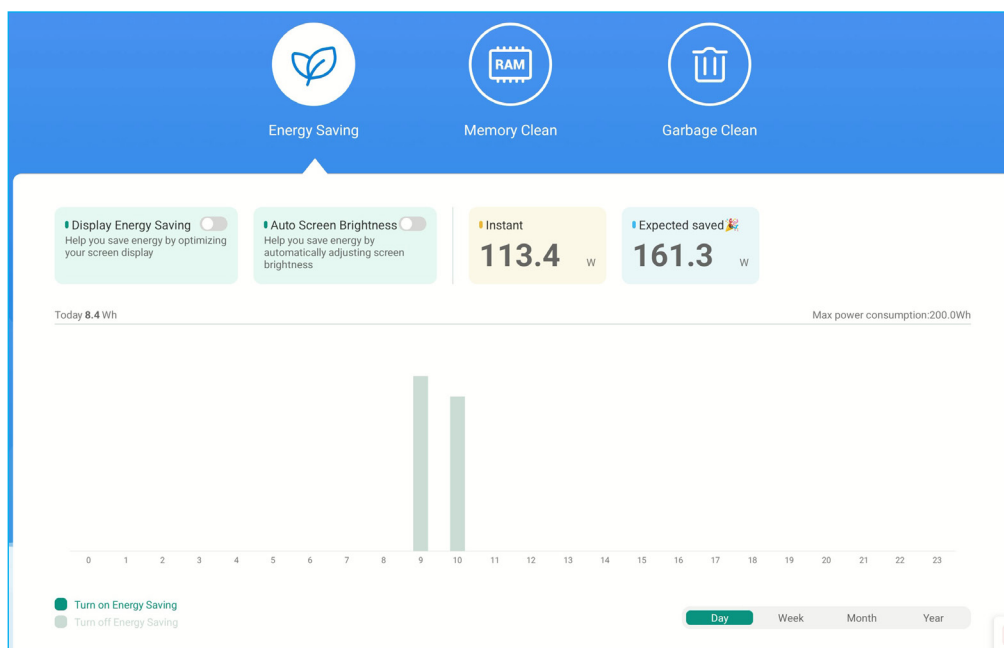 RAM
Energy Saving
Memory Clean
Garbage Clean
Display Energy Saving
Help you save energy by optimizing
your screen display
Auto Screen Brightness
Help you save energy by
automatically adjusting screen
brightness
Instant
113.4 W
Expected saved🎉
161.3 W
Today 8.4 Wh
Max power consumption:200.0Wh
0 1 2 3 4 5 6 7 8 9 10 11 12 13 14 15 16 17 18 19 20 21 22 23
Turn on Energy Saving
Turn off Energy Saving
Day Week Month Year